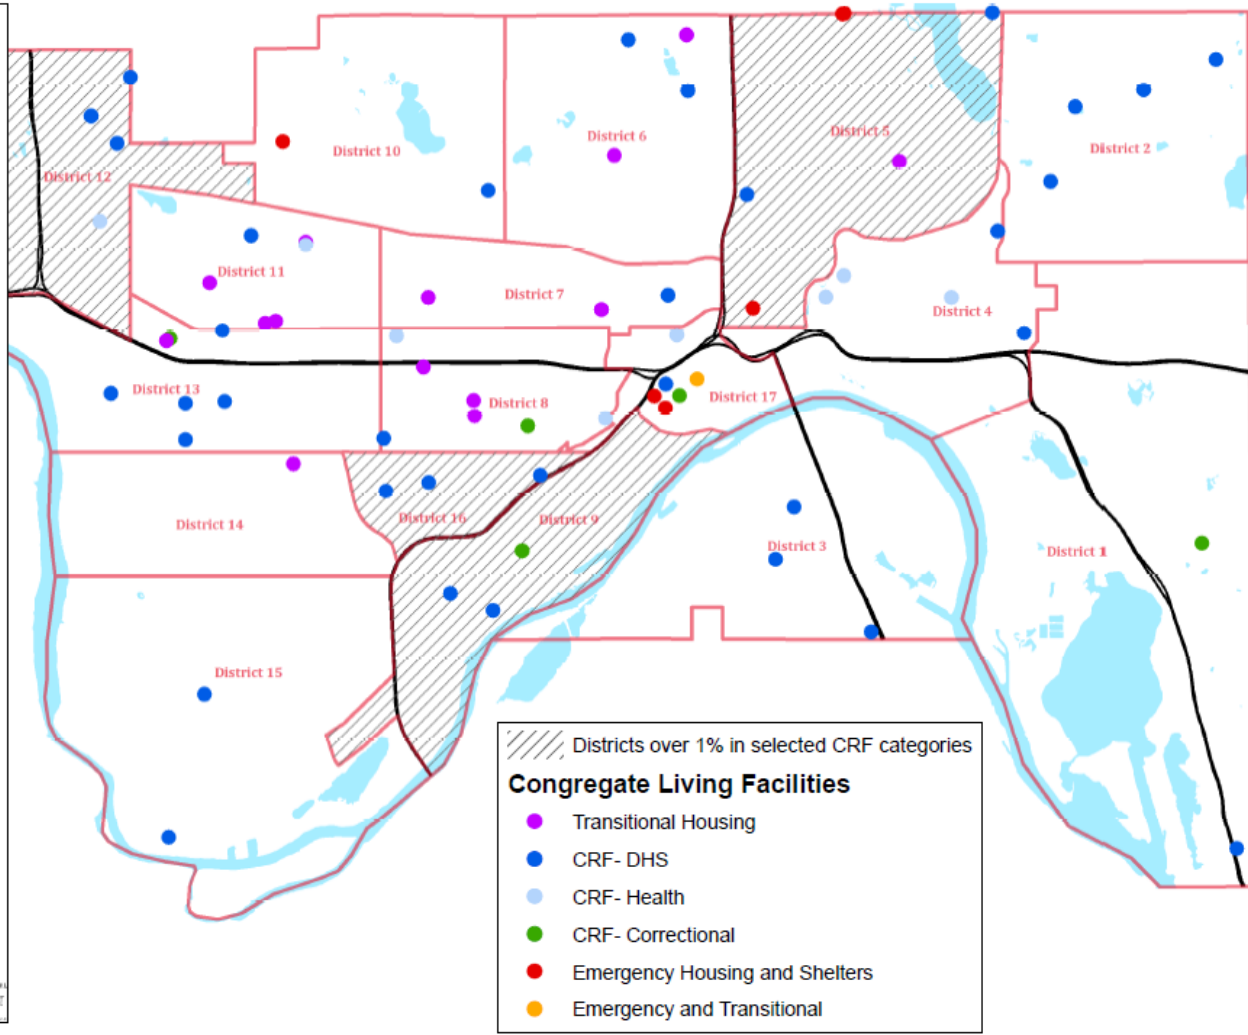 District 5
District 6
District 2
District 10
District 12
District 11
District 7
District 4
District 13
District 17
District 8
District 16
District 9
District 14
District 3
District 1
District 15
Districts over 1% in selected CRF categories
Congregate Living Facilities
Transitional Housing
CRF- DHS
CRF- Health
CRF- Correctional
Emergency Housing and Shelters
Emergency and Transitional